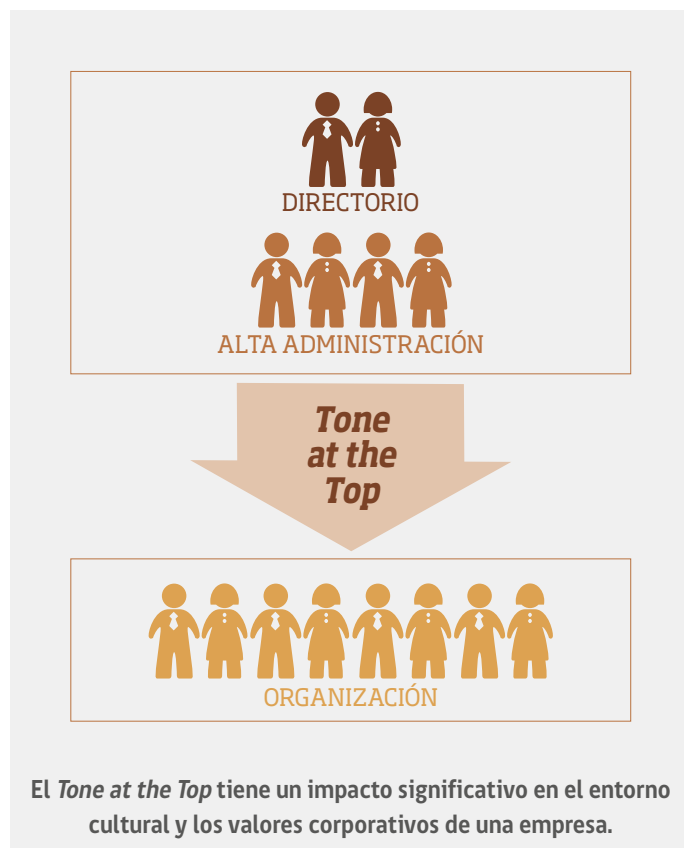 DIRECTORIO
ALTA ADMINISTRACIÓN
Tone
at the
Top
ORGANIZACIÓN
El Tone at the Top tiene un impacto significativo en el entorno
cultural y los valores corporativos de una empresa.